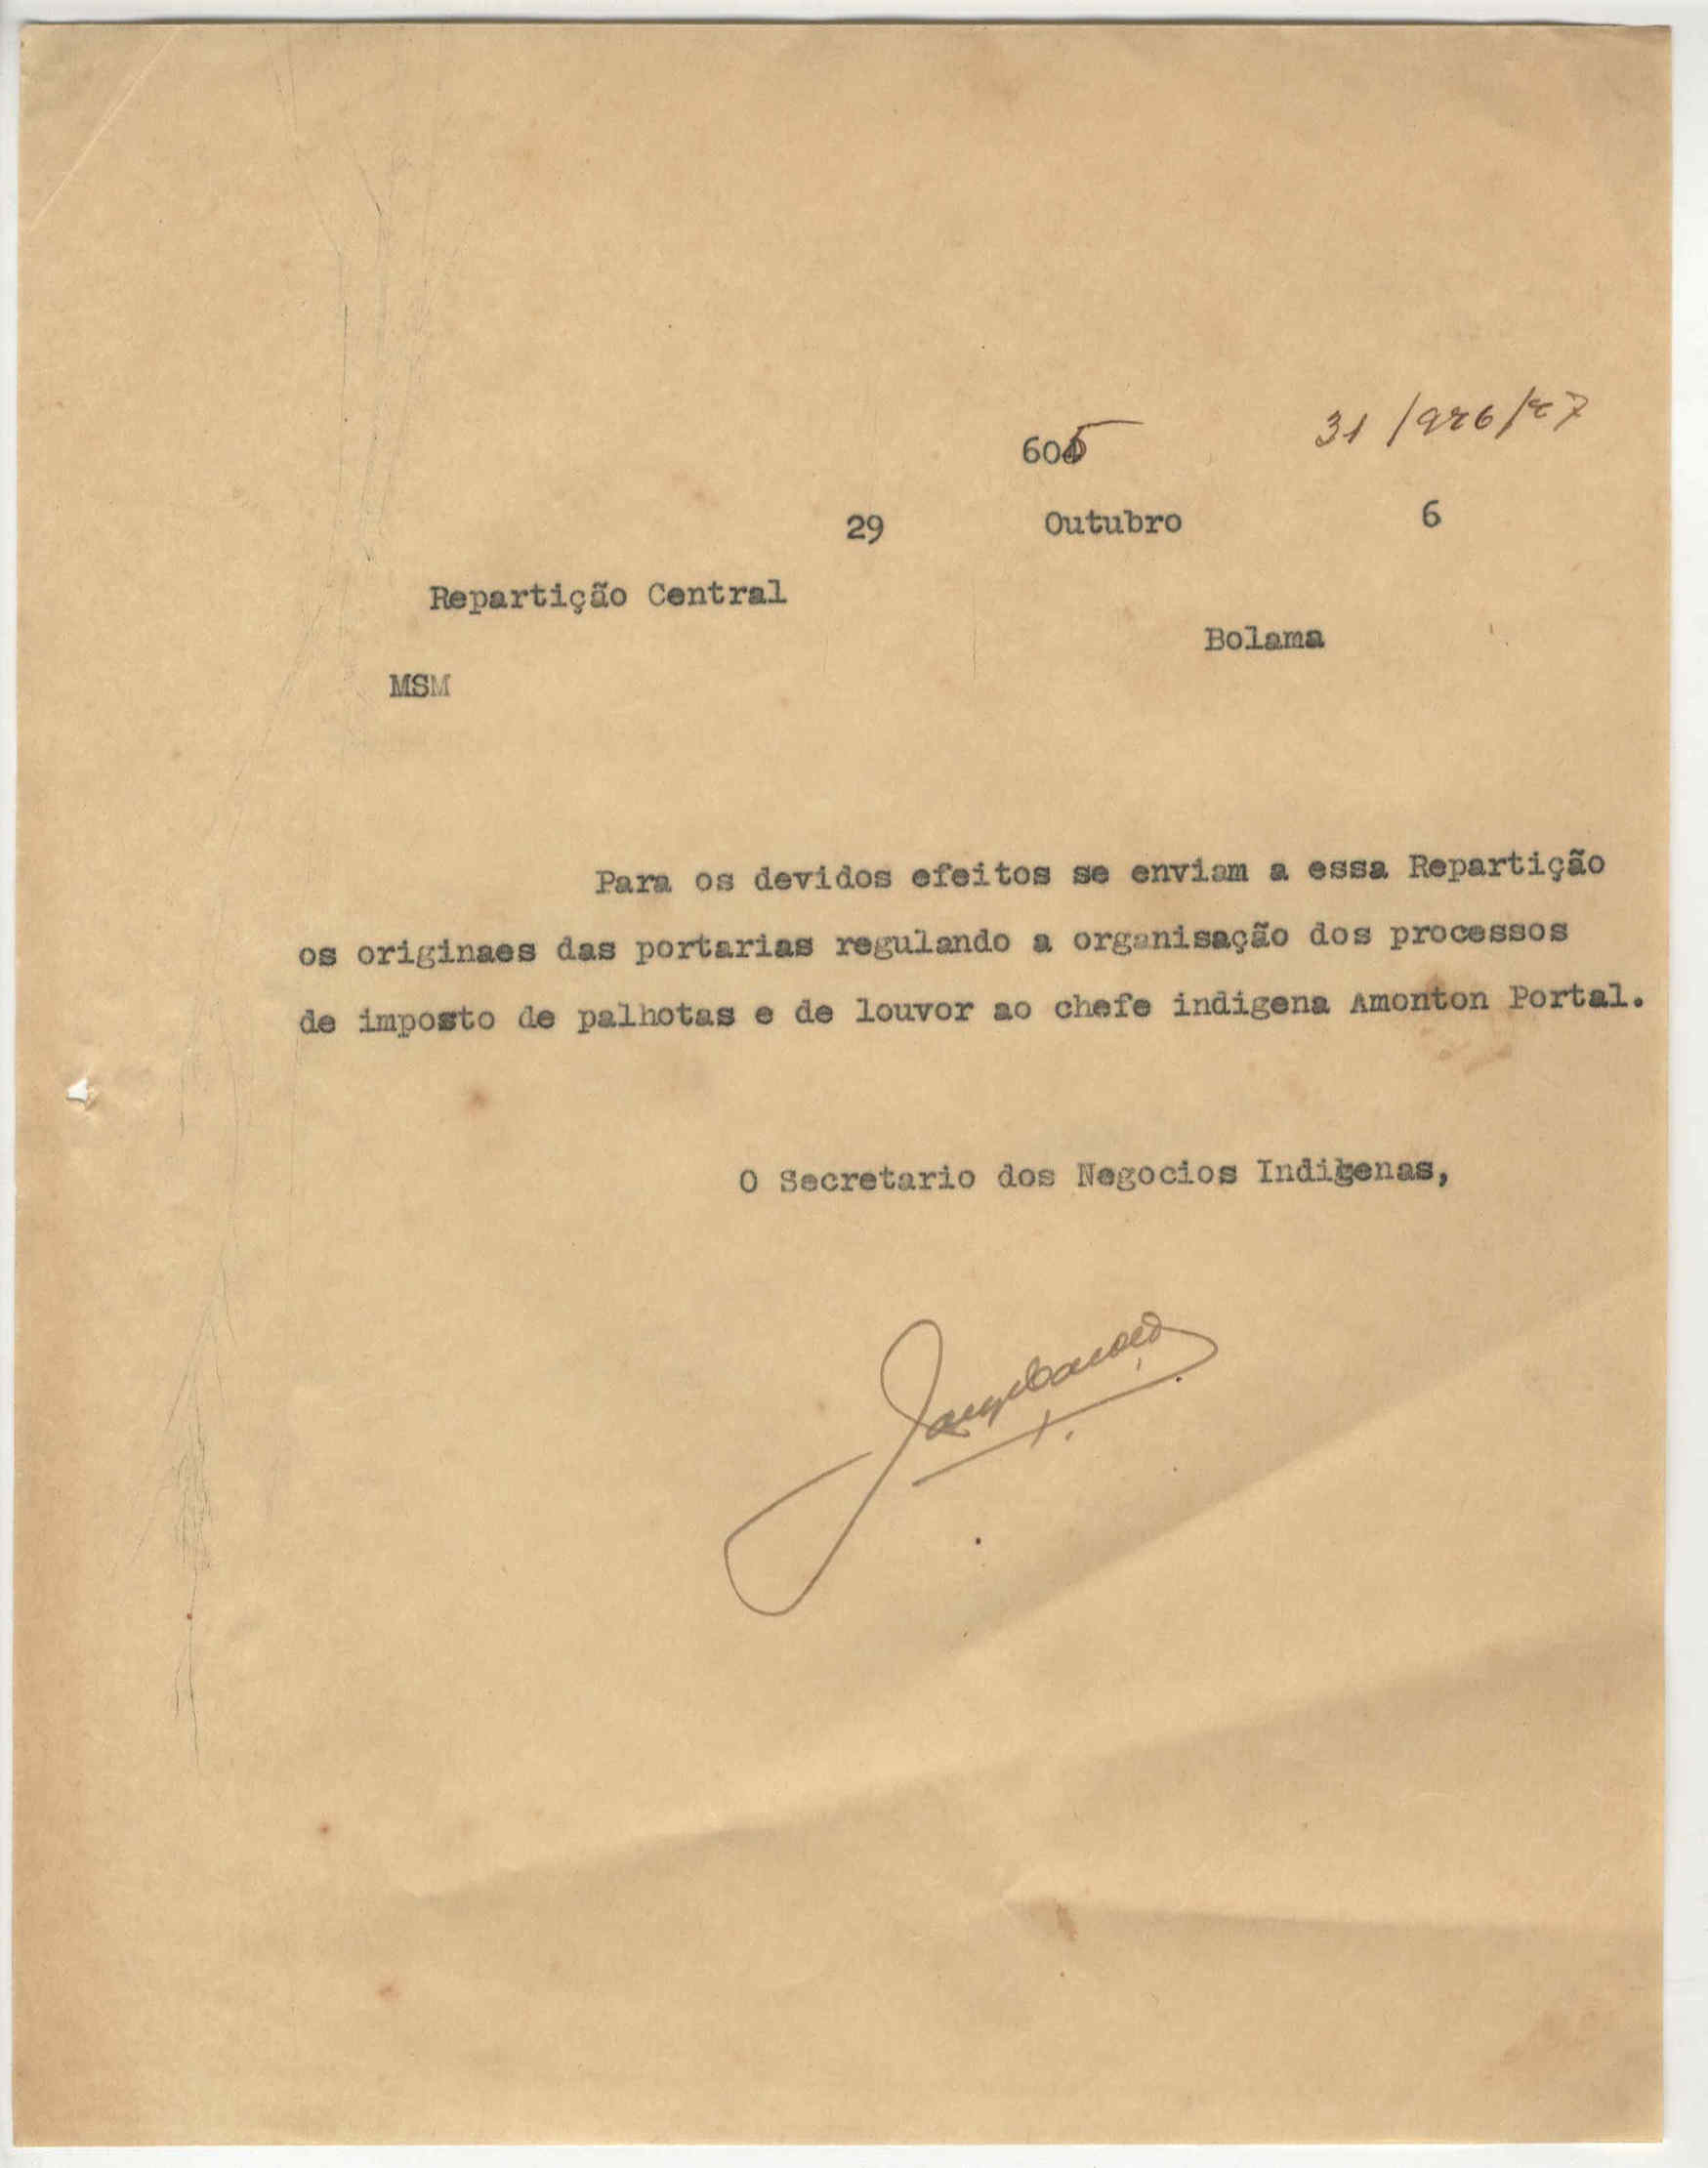 31/926/27
605
29 Outubro 6
Repartição Central
Bolama
MSM
Para os devidos efeitos se enviam a essa Repartição
os originaes das portarias regulando a organisação dos processos
de imposto de palhotas e de louvor ao chefe indigena Amonton Portal.
O Secretario dos Negocios Indigenas,